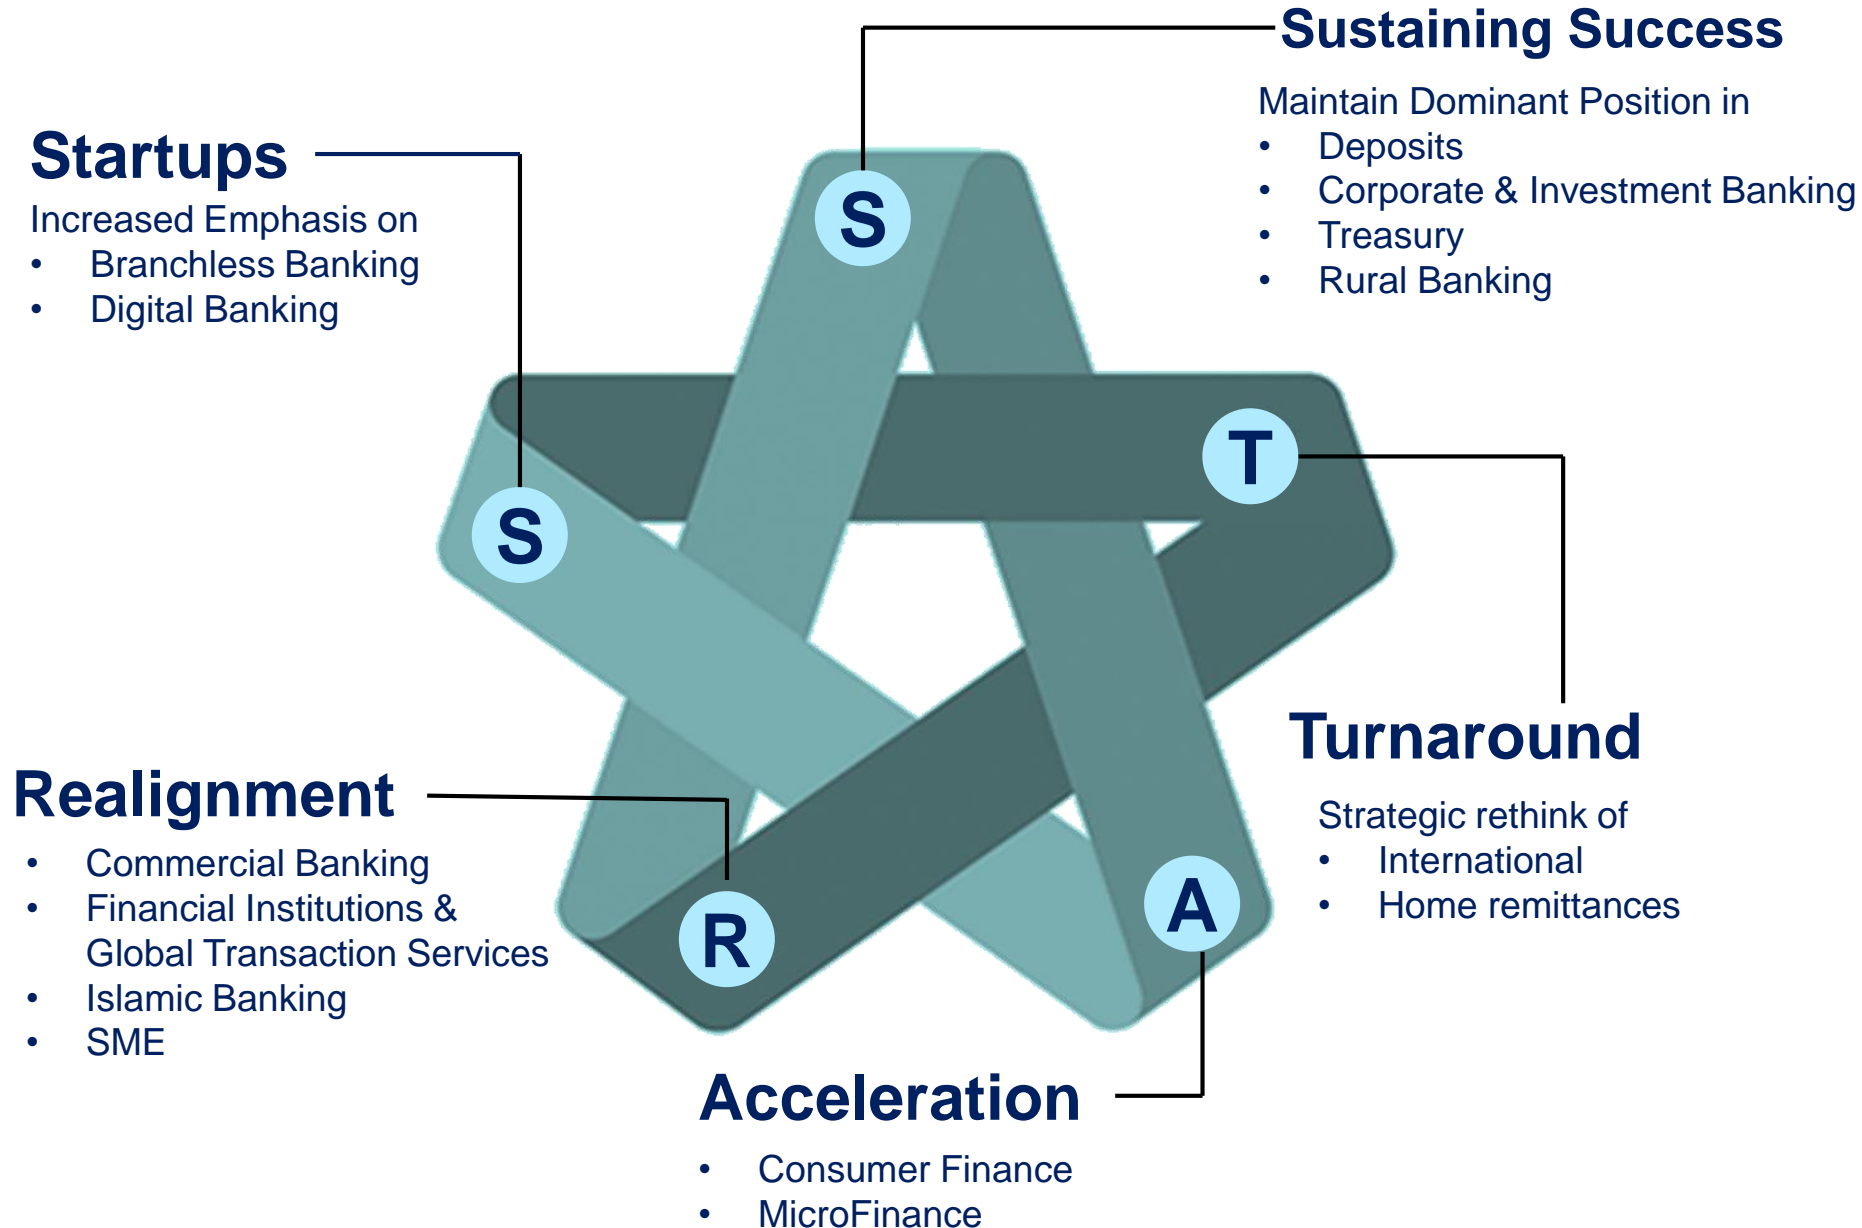 Sustaining Success
Maintain Dominant Position in
• Deposits
• Corporate & Investment Banking
• Treasury
• Rural Banking
Startups
Increased Emphasis on
• Branchless Banking
• Digital Banking
S
T
S
R
A
Turnaround
Strategic rethink of
• International
• Home remittances
Realignment
• Commercial Banking
• Financial Institutions &
Global Transaction Services
• Islamic Banking
• SME
Acceleration
• Consumer Finance
• MicroFinance